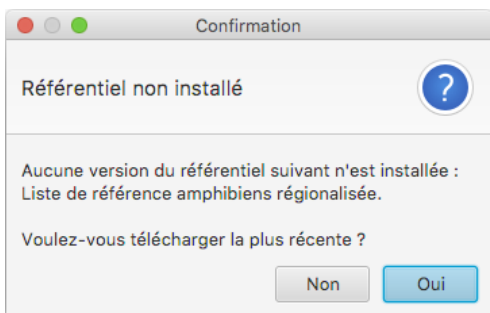 Confirmation
Référentiel non installé
?
Aucune version du référentiel suivant n'est installée :
Liste de référence amphibiens régionalisée.
Voulez-vous télécharger la plus récente ?
Non
Oui